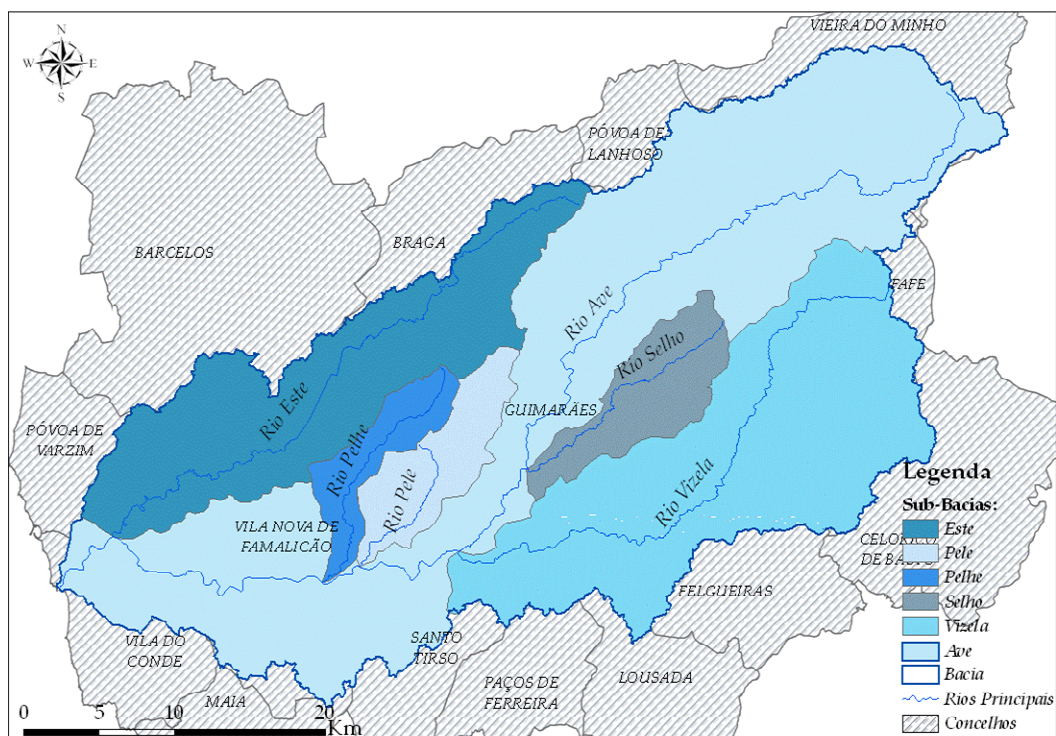 N
W E
S
VIEIRA DO MINHO
PÓVOA DE
LANHOSO
BRAGA
BARCELOS
FAFE
Rio Ave
Rio Selho
GUIMARÃES
Rio Este
PÓVOA DE
VARZIM
Rio Pelhe
Rio Pele
Rio Vizela
VILA NOVA DE
FAMALICÃO
CELORICO
DE BASTO
FELGUEIRAS
VILA DO
CONDE
SANTO
TIRSO
MAIA
PAÇOS DE
FERREIRA
LOUSADA
Legenda
Sub-Bacias:
Este
Pele
Pelhe
Selho
Vizela
Ave
Bacia
Rios Principais
Concelhos
0 5 10 20
Km